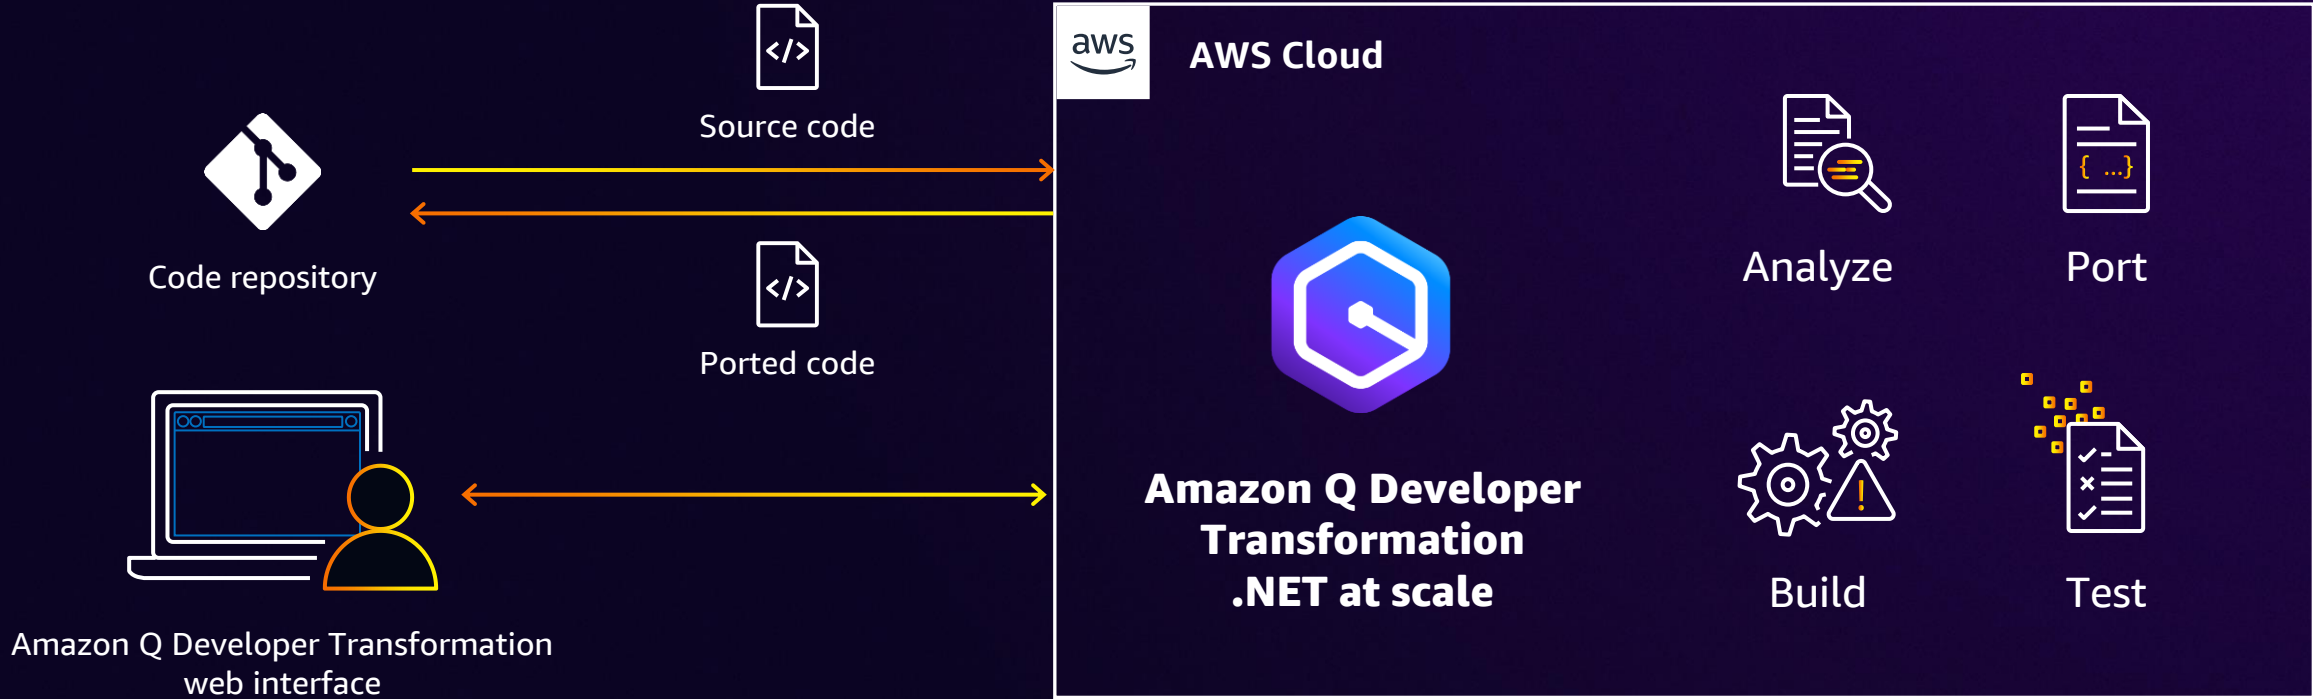 Source code
Code repository
Ported code
Amazon Q Developer Transformation
web interface
aws
AWS Cloud
Amazon Q Developer
Transformation
.NET at scale
Analyze
{ ...}
Port
Build
!
Test